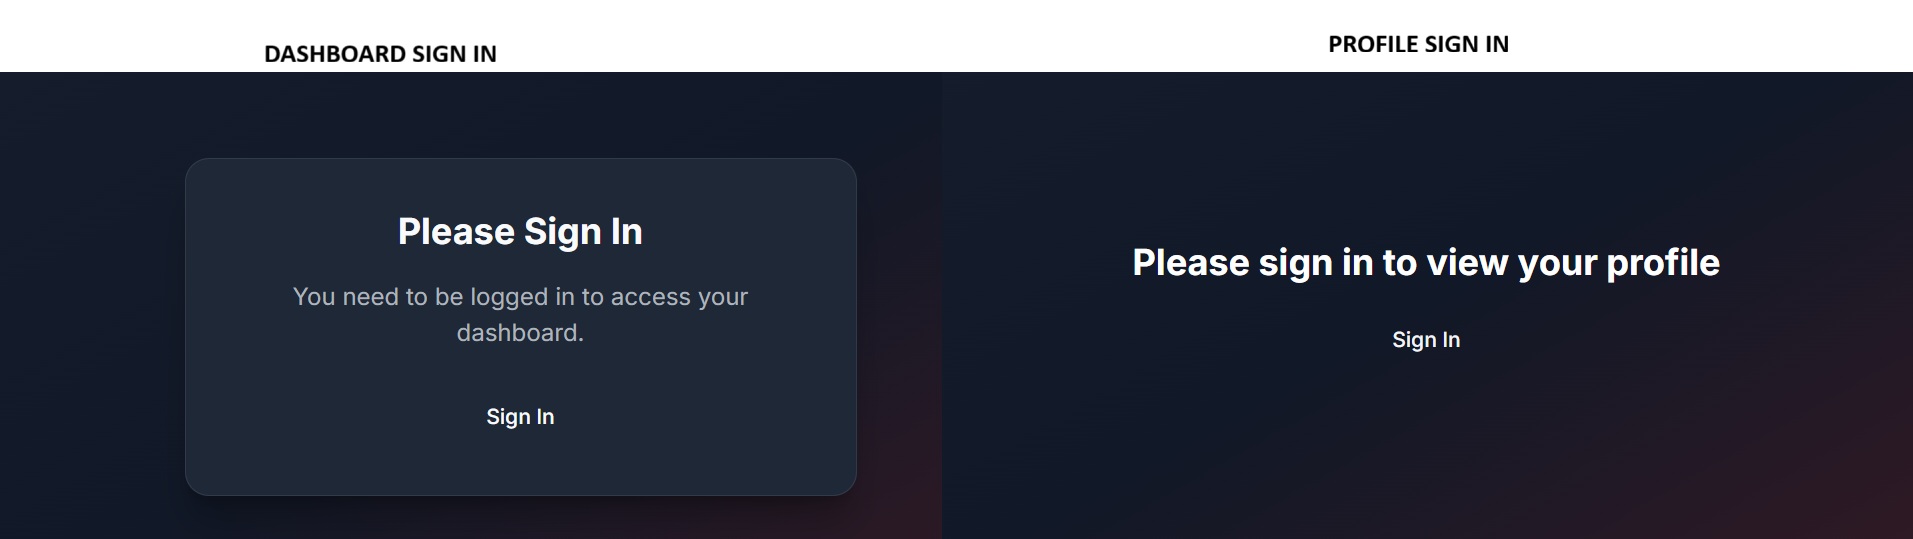 DASHBOARD SIGN IN
Please Sign In
You need to be logged in to access your
dashboard.
Sign In
PROFILE SIGN IN
Please sign in to view your profile
Sign In